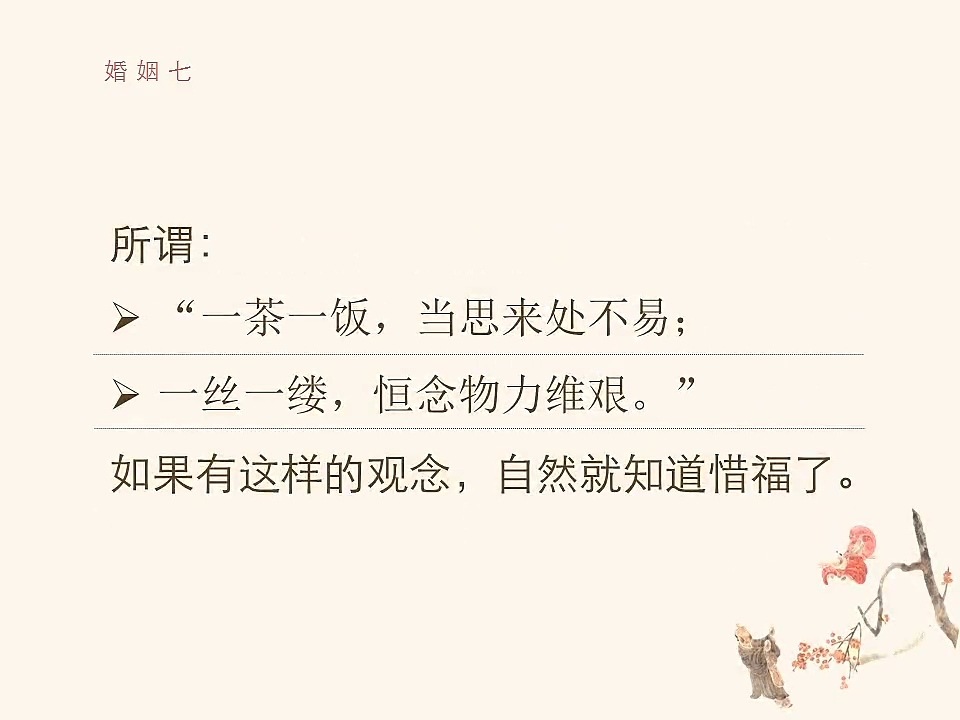 婚姻七
所谓：
➢ “一茶一饭，当思来处不易；
➢ 一丝一缕，恒念物力维艰。”
如果有这样的观念，自然就知道惜福了。